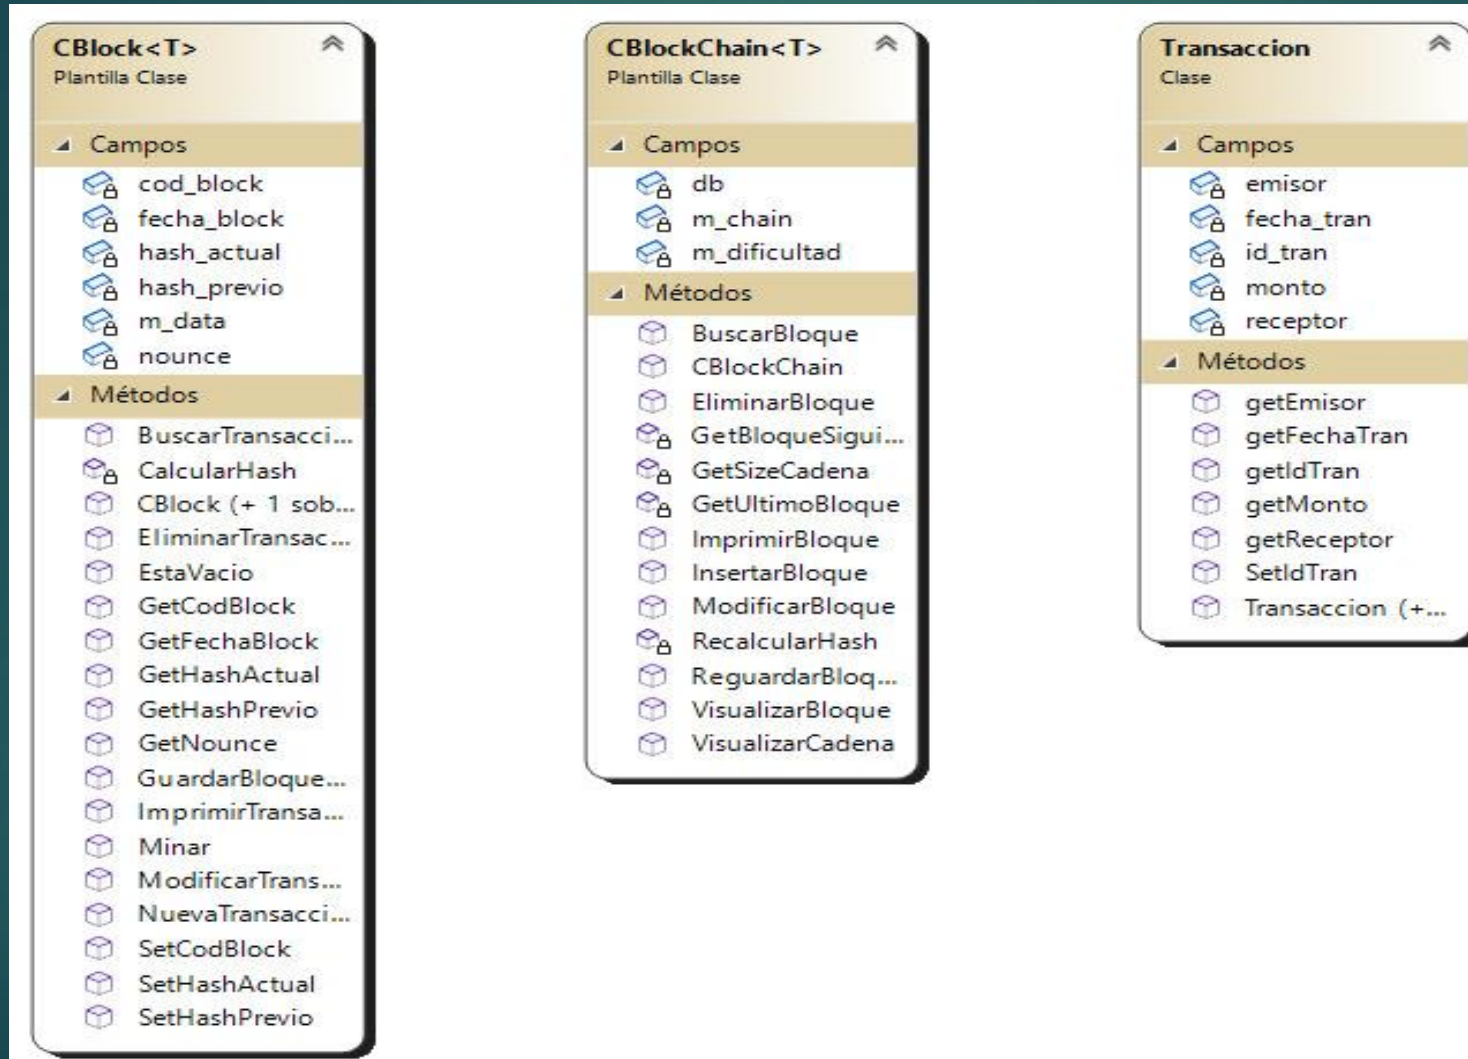 CBlock<T>
Plantilla Clase
Campos
cod_block
fecha_block
hash_actual
hash_previo
m_data
nounce
Métodos
BuscarTransacci...
CalcularHash
CBlock (+ 1 sob...
EliminarTransac...
EstaVacio
GetCodBlock
GetFechaBlock
GetHashActual
GetHashPrevio
GetNounce
GuardarBloque...
ImprimirTransa...
Minar
ModificarTrans...
NuevaTransacci...
SetCodBlock
SetHashActual
SetHashPrevio
CBlockChain<T>
Plantilla Clase
Campos
db
m_chain
m_dificultad
Métodos
BuscarBloque
CBlockChain
EliminarBloque
GetBloqueSigui...
GetSizeCadena
GetUltimoBloque
ImprimirBloque
InsertarBloque
ModificarBloque
RecalcularHash
ReguardarBloq...
VisualizarBloque
VisualizarCadena
Transaccion
Clase
Campos
emisor
fecha_tran
id_tran
monto
receptor
Métodos
getEmisor
getFechaTran
getIdTran
getMonto
getReceptor
SetIdTran
Transaccion (+...